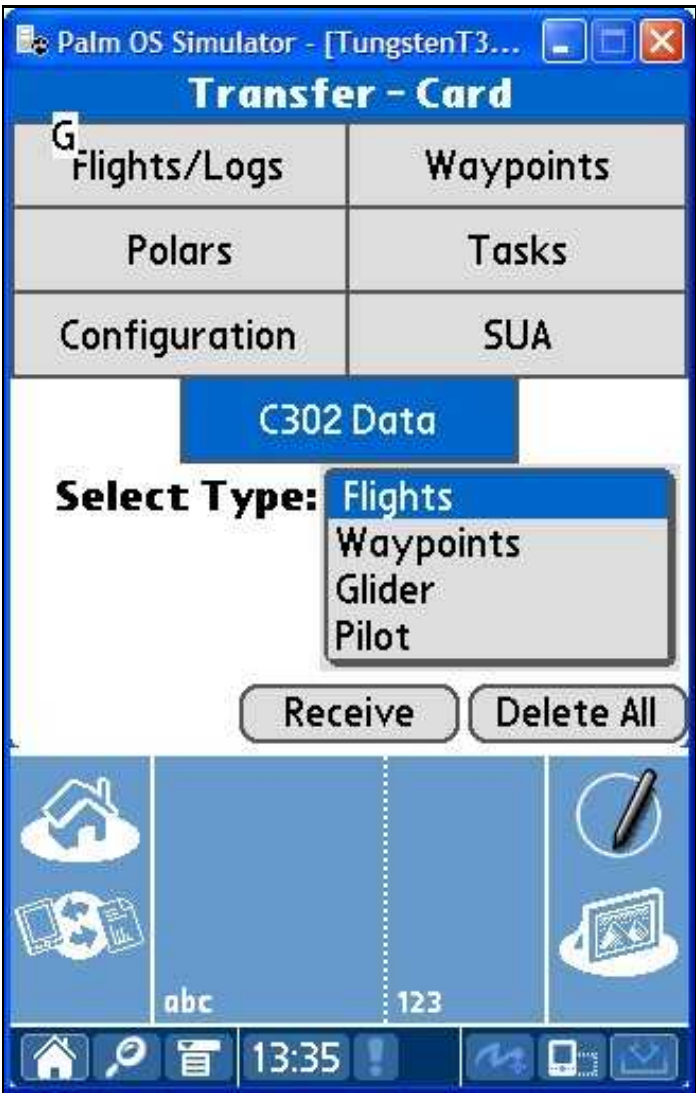 Palm OS Simulator - [TungstenT3...
Transfer - Card
G
Flights/Logs Waypoints
Polars Tasks
Configuration SUA
C302 Data
Select Type: Flights
Waypoints
Glider
Pilot
Receive Delete All
abc 123
13:35